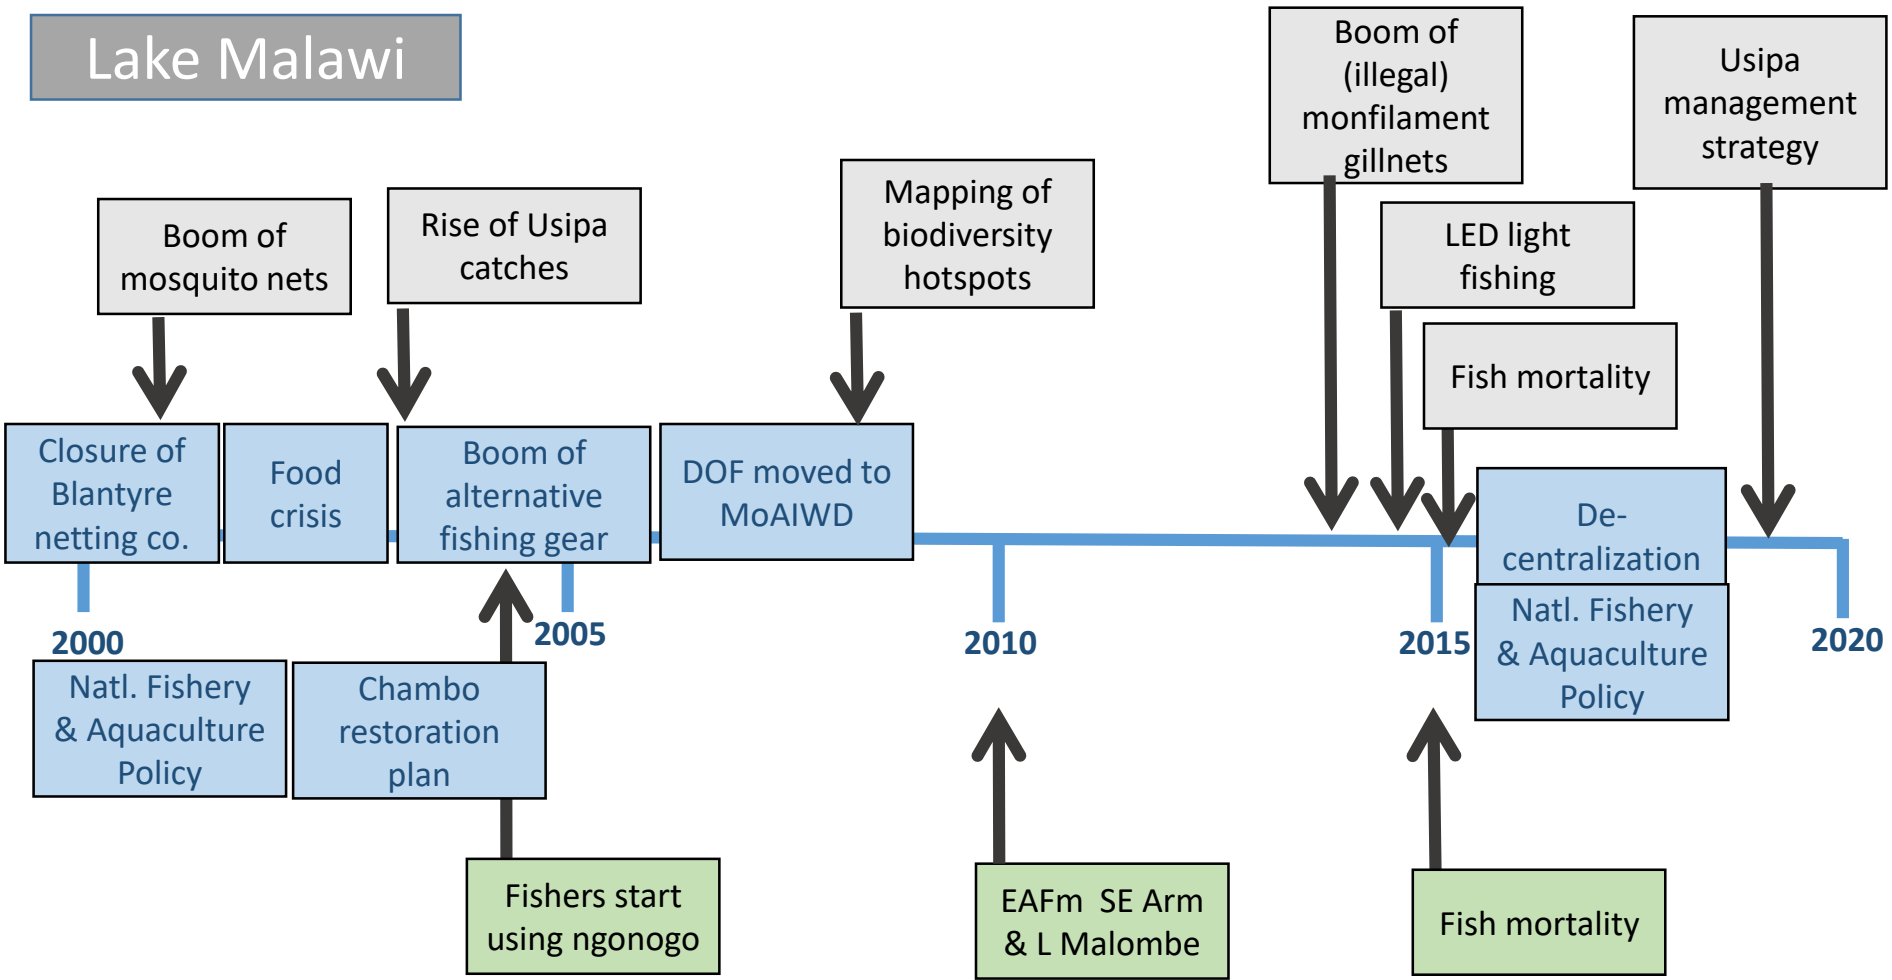 Lake Malawi
Boom of
(illegal)
monfilament
gillnets
Usipa
management
strategy
Boom of
mosquito nets
Rise of Usipa
catches
Mapping of
biodiversity
hotspots
LED light
fishing
Fish mortality
Closure of
Blantyre
netting co.
Food
crisis
Boom of
alternative
fishing gear
DOF moved to
MoAIWD
De-
centralization
2000
2005
2010
2015
2020
Natl. Fishery
& Aquaculture
Policy
Chambo
restoration
plan
Natl. Fishery
& Aquaculture
Policy
Fishers start
using ngonogo
EAFm SE Arm
& L Malombe
Fish mortality